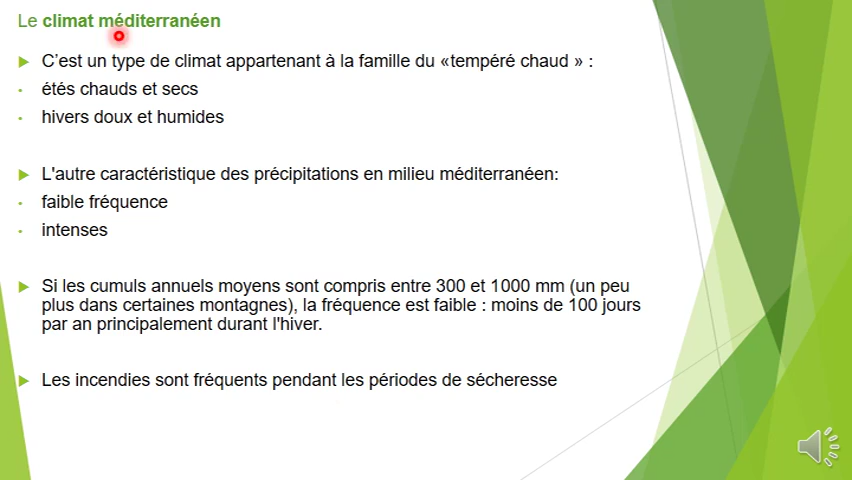 Le climat méditerranéen
C'est un type de climat appartenant à la famille du «tempéré chaud » :
étés chauds et secs
hivers doux et humides
L'autre caractéristique des précipitations en milieu méditerranéen:
faible fréquence
intenses
Si les cumuls annuels moyens sont compris entre 300 et 1000 mm (un peu
plus dans certaines montagnes), la fréquence est faible : moins de 100 jours
par an principalement durant l'hiver.
Les incendies sont fréquents pendant les périodes de sécheresse